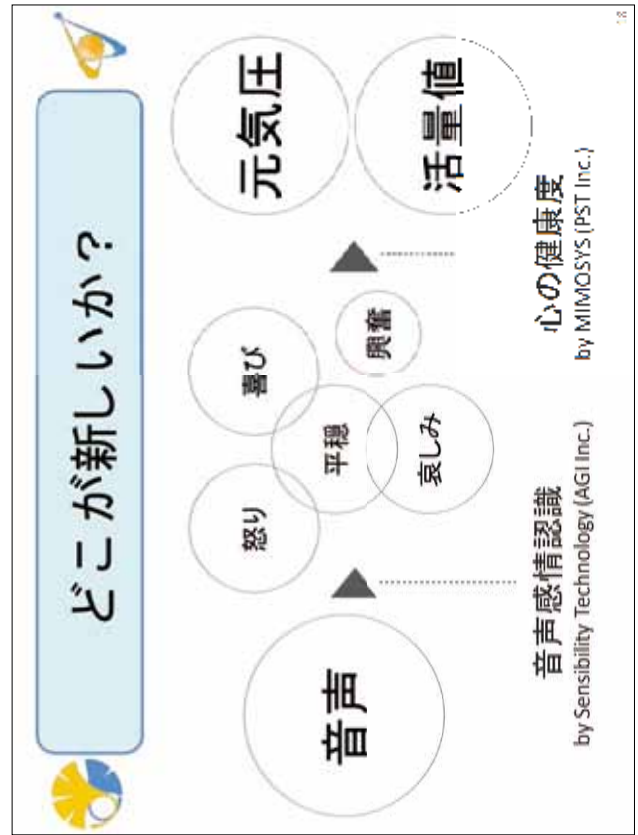 どこが新しいか?
音声
怒り
喜び
平穏
哀しみ
興奮
元気圧
活量値
音声感情認識
by Sensibility Technology (AGI Inc.)
心の健康度
by MIMOSYS (PST Inc.)
18